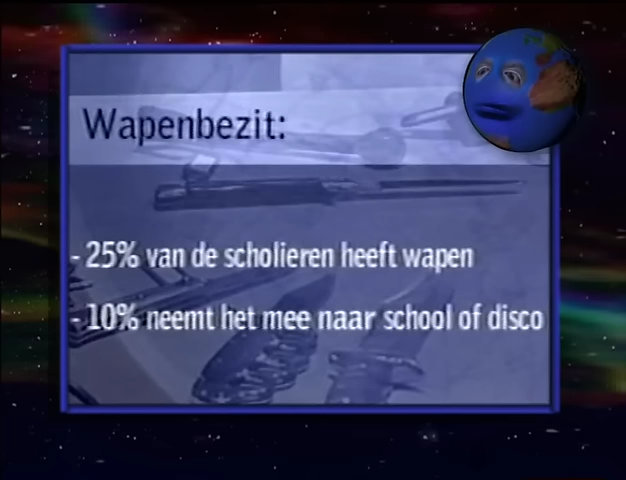 Wapenbezit:
- 25% van de scholieren heeft wapen
- 10% neemt het mee naar school of disco